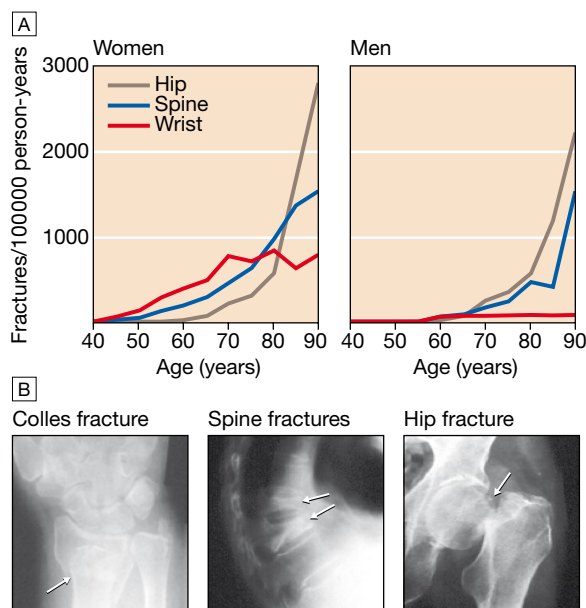 A
Women
Men
Fractures/100000 person-years
3000
2000
1000
Hip
Spine
Wrist
40 50 60 70 80 90
40 50 60 70 80 90
Age (years)
Age (years)
B
Colles fracture
Spine fractures
Hip fracture